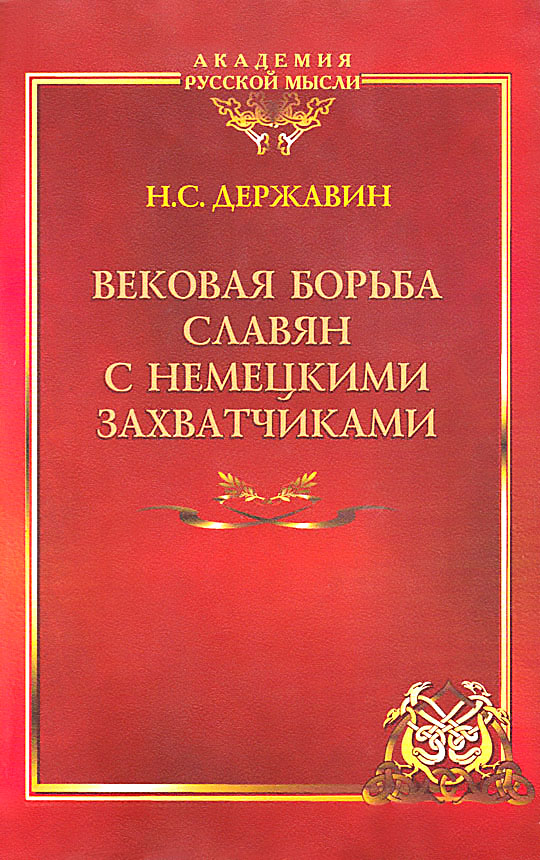 АКАДЕМИЯ
РУССКОЙ МЫСЛИ
Н.С. ДЕРЖАВИН
ВЕКОВАЯ БОРЬБА
СЛАВЯН
С НЕМЕЦКИМИ
ЗАХВАТЧИКАМИ